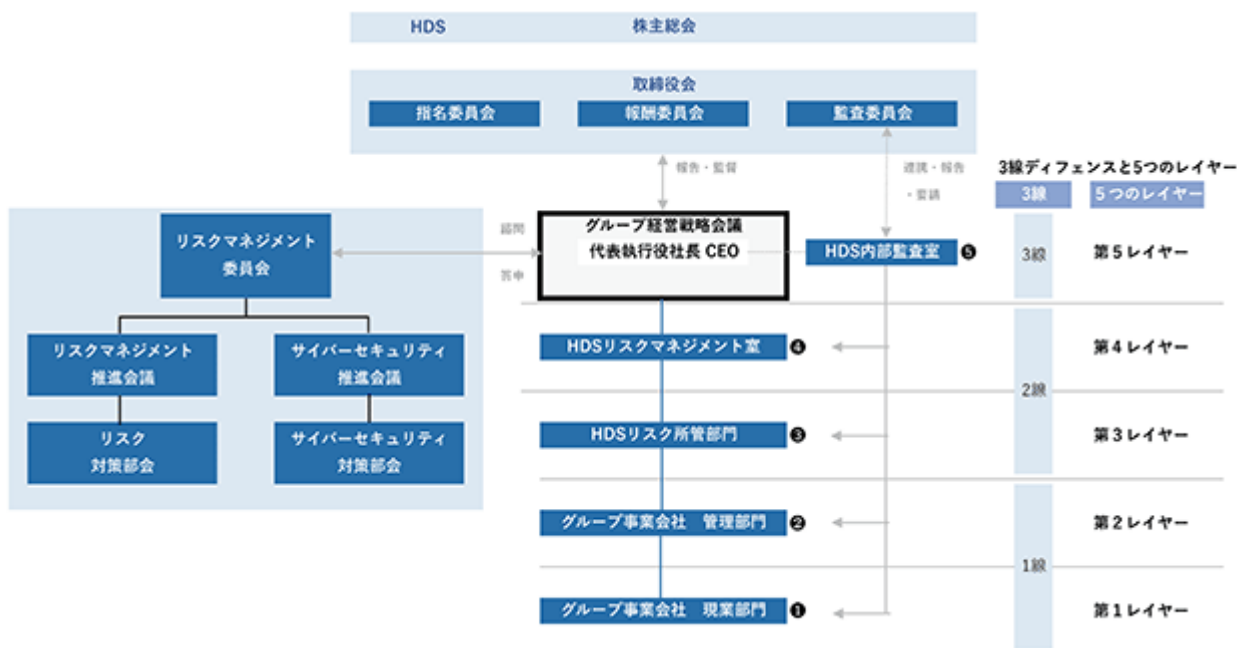 HDS 株主総会
取締役会
指名委員会 報酬委員会 監査委員会
報告・監督
連携・報告
・要請
3線ディフェンスと5つのレイヤー
3線 5つのレイヤー
リスクマネジメント
委員会
諮問
答申
グループ経営戦略会議
代表執行役社長 CEO
HDS内部監査室 ❺
3線 第5レイヤー
リスクマネジメント
推進会議
サイバーセキュリティ
推進会議
HDSリスクマネジメント室 ❹
第4レイヤー
2線
リスク
対策部会
サイバーセキュリティ
対策部会
HDSリスク所管部門 ❸
第3レイヤー
グループ事業会社 管理部門 ❷
第2レイヤー
1線
グループ事業会社 現業部門 ❶
第1レイヤー